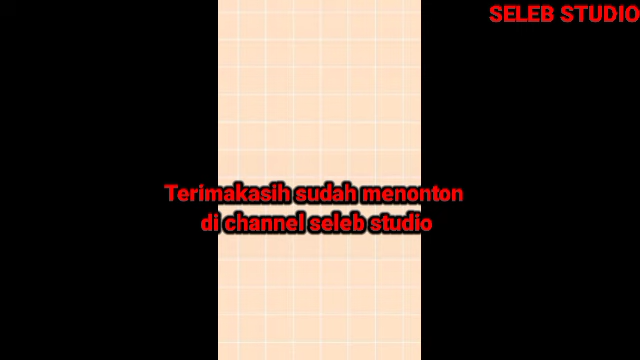 SELEB STUDIO
Terimakasih sudah menonton
di channel seleb studio